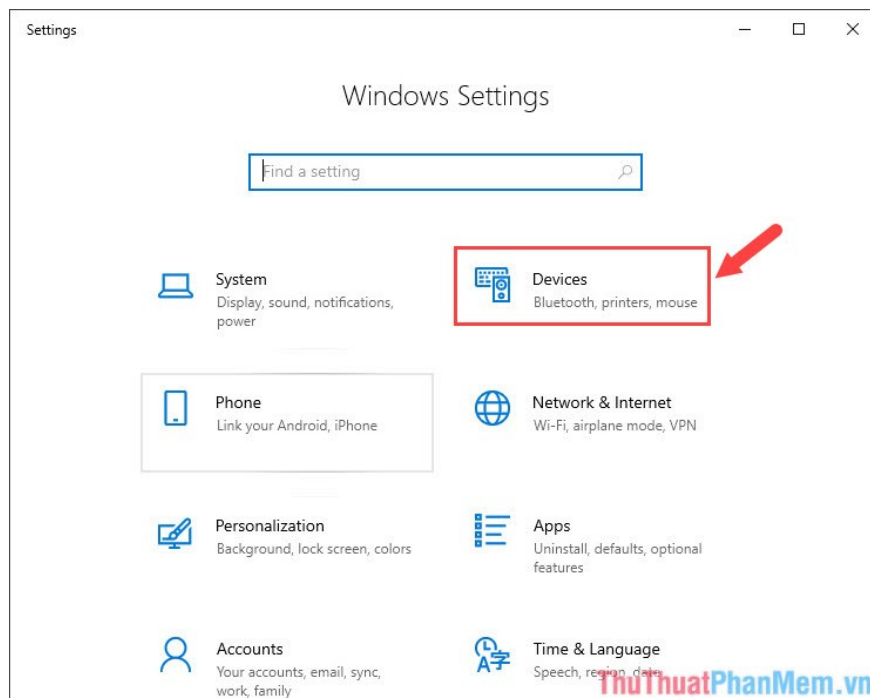 Settings
Windows Settings
Find a setting
System
Display, sound, notifications,
power
Devices
Bluetooth, printers, mouse
Phone
Link your Android, iPhone
Network & Internet
Wi-Fi, airplane mode, VPN
Personalization
Background, lock screen, colors
Apps
Uninstall, defaults, optional
features
Accounts
Your accounts, email, sync,
work, family
Time & Language
Speech, region, date
ThuThuatPhanMem.vn